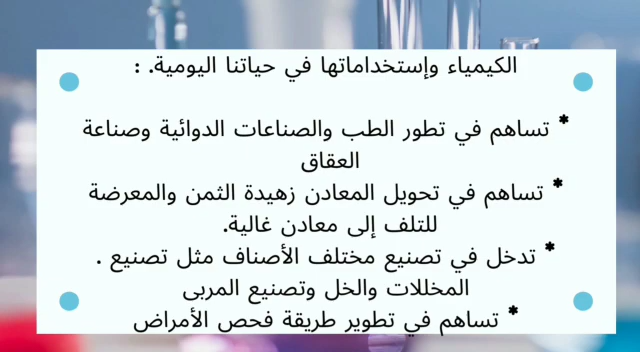 الكيمياء وإستخداماتها في حياتنا اليومية. :
* تساهم في تطور الطب والصناعات الدوائية وصناعة
العقاق
* تساهم في تحويل المعادن زهيدة الثمن والمعرضة
للتلف إلى معادن غالية.
* تدخل في تصنيع مختلف الأصناف مثل تصنيع .
المخللات والخل وتصنيع المربى
* تساهم في تطوير طريقة فحص الأمراض